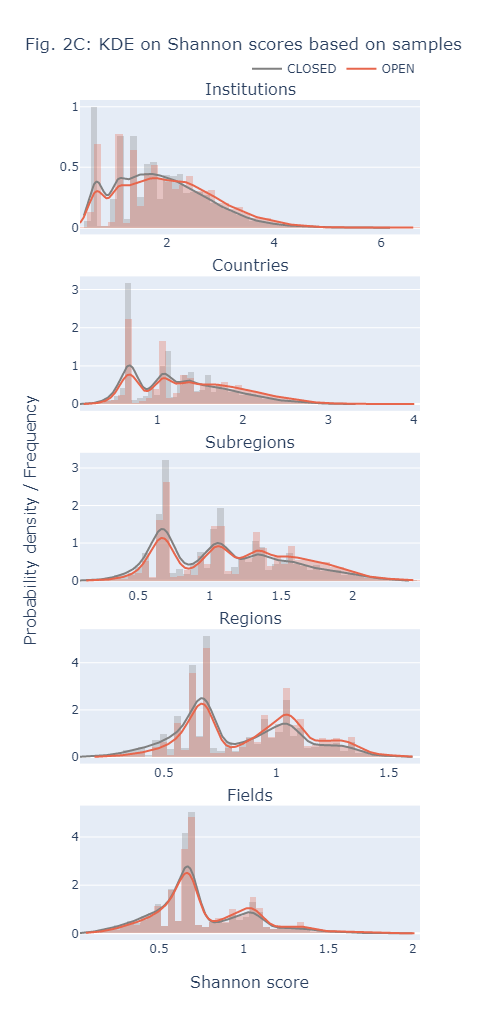 Fig. 2C: KDE on Shannon scores based on samples
CLOSED OPEN
Institutions
1
0.5
0
2 4 6
Countries
3
2
1
0
1 2 3 4
Subregions
3
2
1
0
0.5 1 1.5 2
Regions
4
2
0
0.5 1 1.5
Fields
4
2
0
0.5 1 1.5 2
Probability density / Frequency
Shannon score